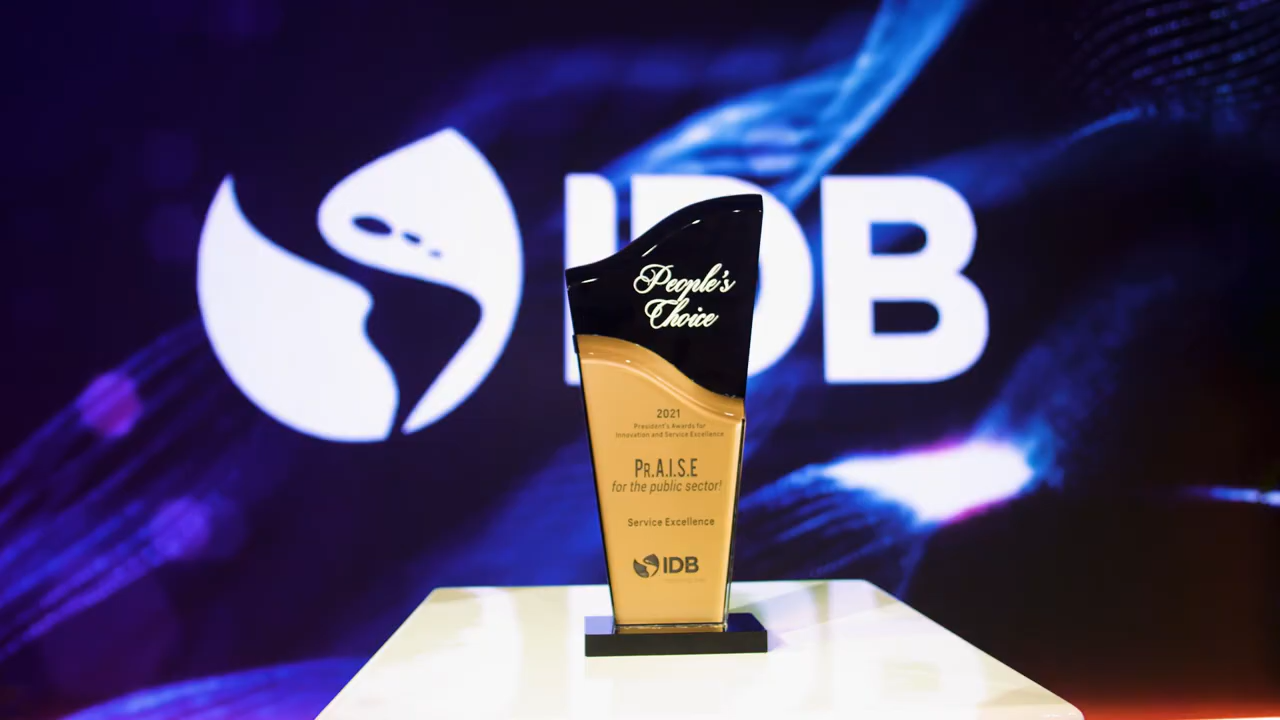 IDB
People's
Choice
2021
President's Awards for
Innovation and Service Excellence
PR.A.I.S.E
for the public sector!
Service Excellence
IDB